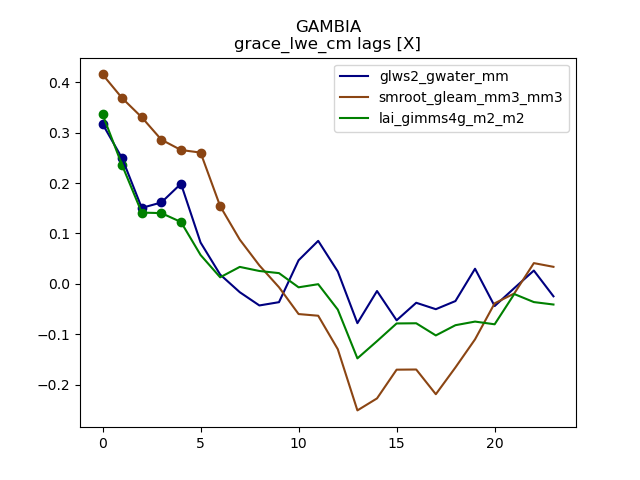 GAMBIA
grace_lwe_cm lags [X]
glws2_gwater_mm
smroot_gleam_mm3_mm3
lai_gimms4g_m2_m2
0.4
0.3
0.2
0.1
0.0
−0.1
−0.2
0 5 10 15 20